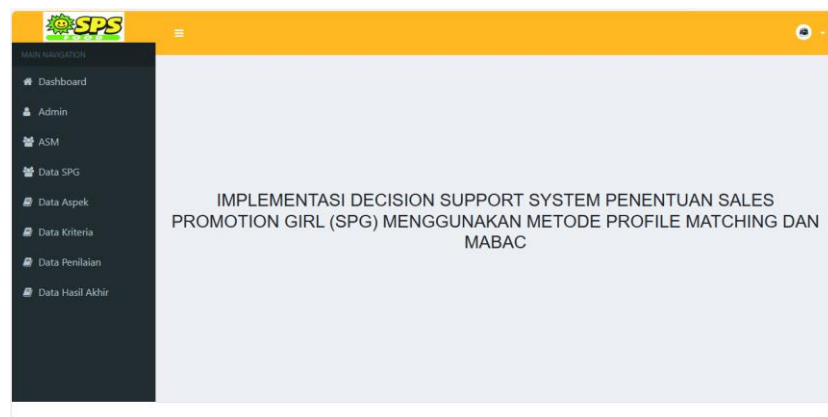 SPS
FOOD
MAIN NAVIGATION
Dashboard
Admin
ASM
Data SPG
Data Aspek
Data Kriteria
Data Penilaian
Data Hasil Akhir
IMPLEMENTASI DECISION SUPPORT SYSTEM PENENTUAN SALES
PROMOTION GIRL (SPG) MENGGUNAKAN METODE PROFILE MATCHING DAN
MABAC